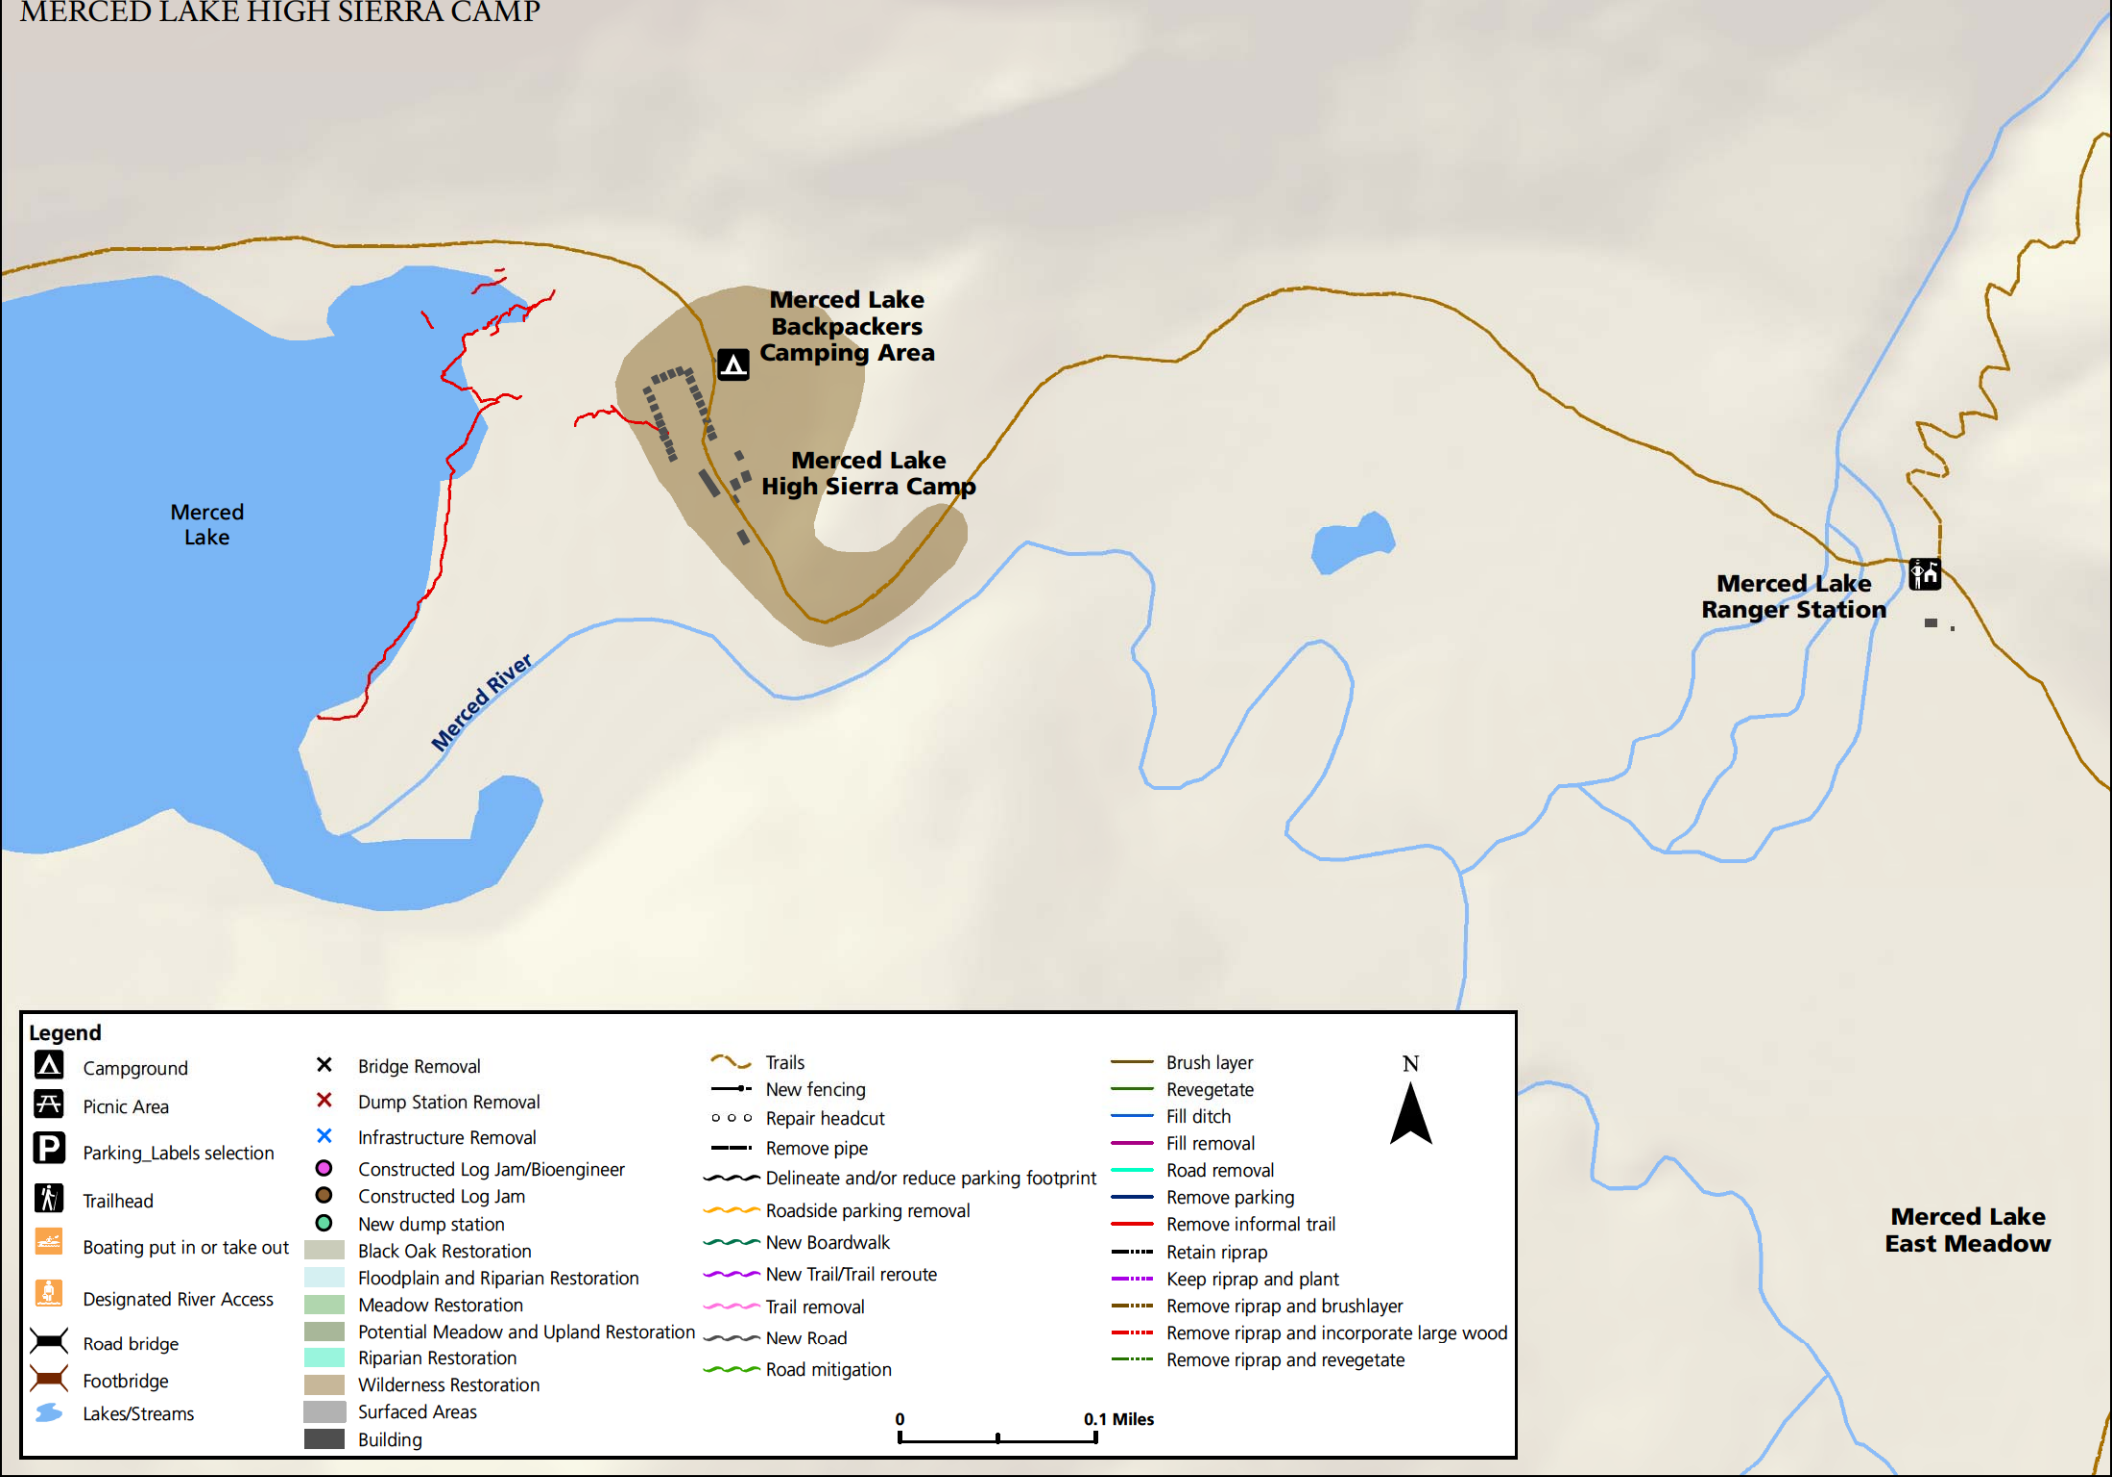 MERCED LAKE HIGH SIERRA CAMP
Merced Lake
Backpackers
Camping Area
Merced Lake
High Sierra Camp
Merced
Lake
Merced River
Merced Lake
Ranger Station
Merced Lake
East Meadow
Legend
Campground
Picnic Area
P
Parking_Labels selection
Trailhead
Boating put in or take out
Designated River Access
Road bridge
Footbridge
Lakes/Streams
Bridge Removal
Dump Station Removal
Infrastructure Removal
Constructed Log Jam/Bioengineer
Constructed Log Jam
New dump station
Black Oak Restoration
Floodplain and Riparian Restoration
Meadow Restoration
Potential Meadow and Upland Restoration
Riparian Restoration
Wilderness Restoration
Surfaced Areas
Building
Trails
New fencing
Repair headcut
Remove pipe
Delineate and/or reduce parking footprint
Roadside parking removal
New Boardwalk
New Trail/Trail reroute
Trail removal
New Road
Road mitigation
Brush layer
Revegetate
Fill ditch
Fill removal
Road removal
Remove parking
Remove informal trail
Retain riprap
Keep riprap and plant
Remove riprap and brushlayer
Remove riprap and incorporate large wood
Remove riprap and revegetate
N
0 0.1 Miles